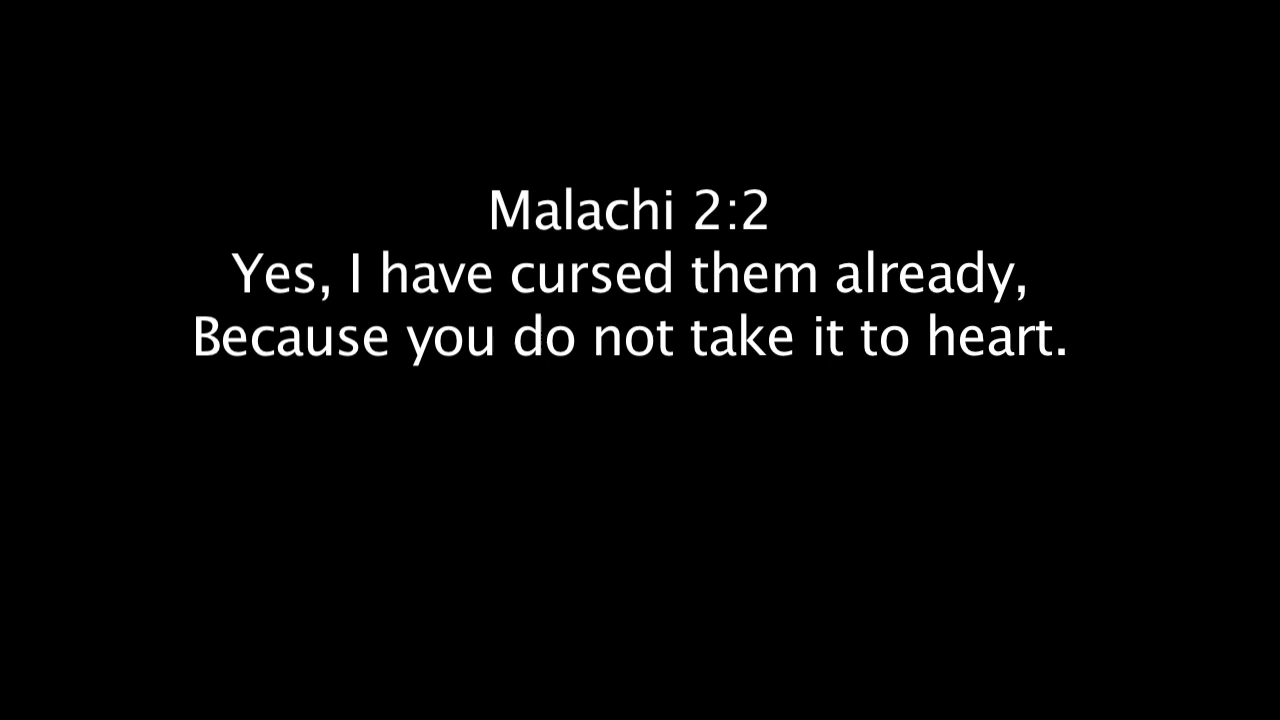 Malachi 2:2
Yes, I have cursed them already,
Because you do not take it to heart.